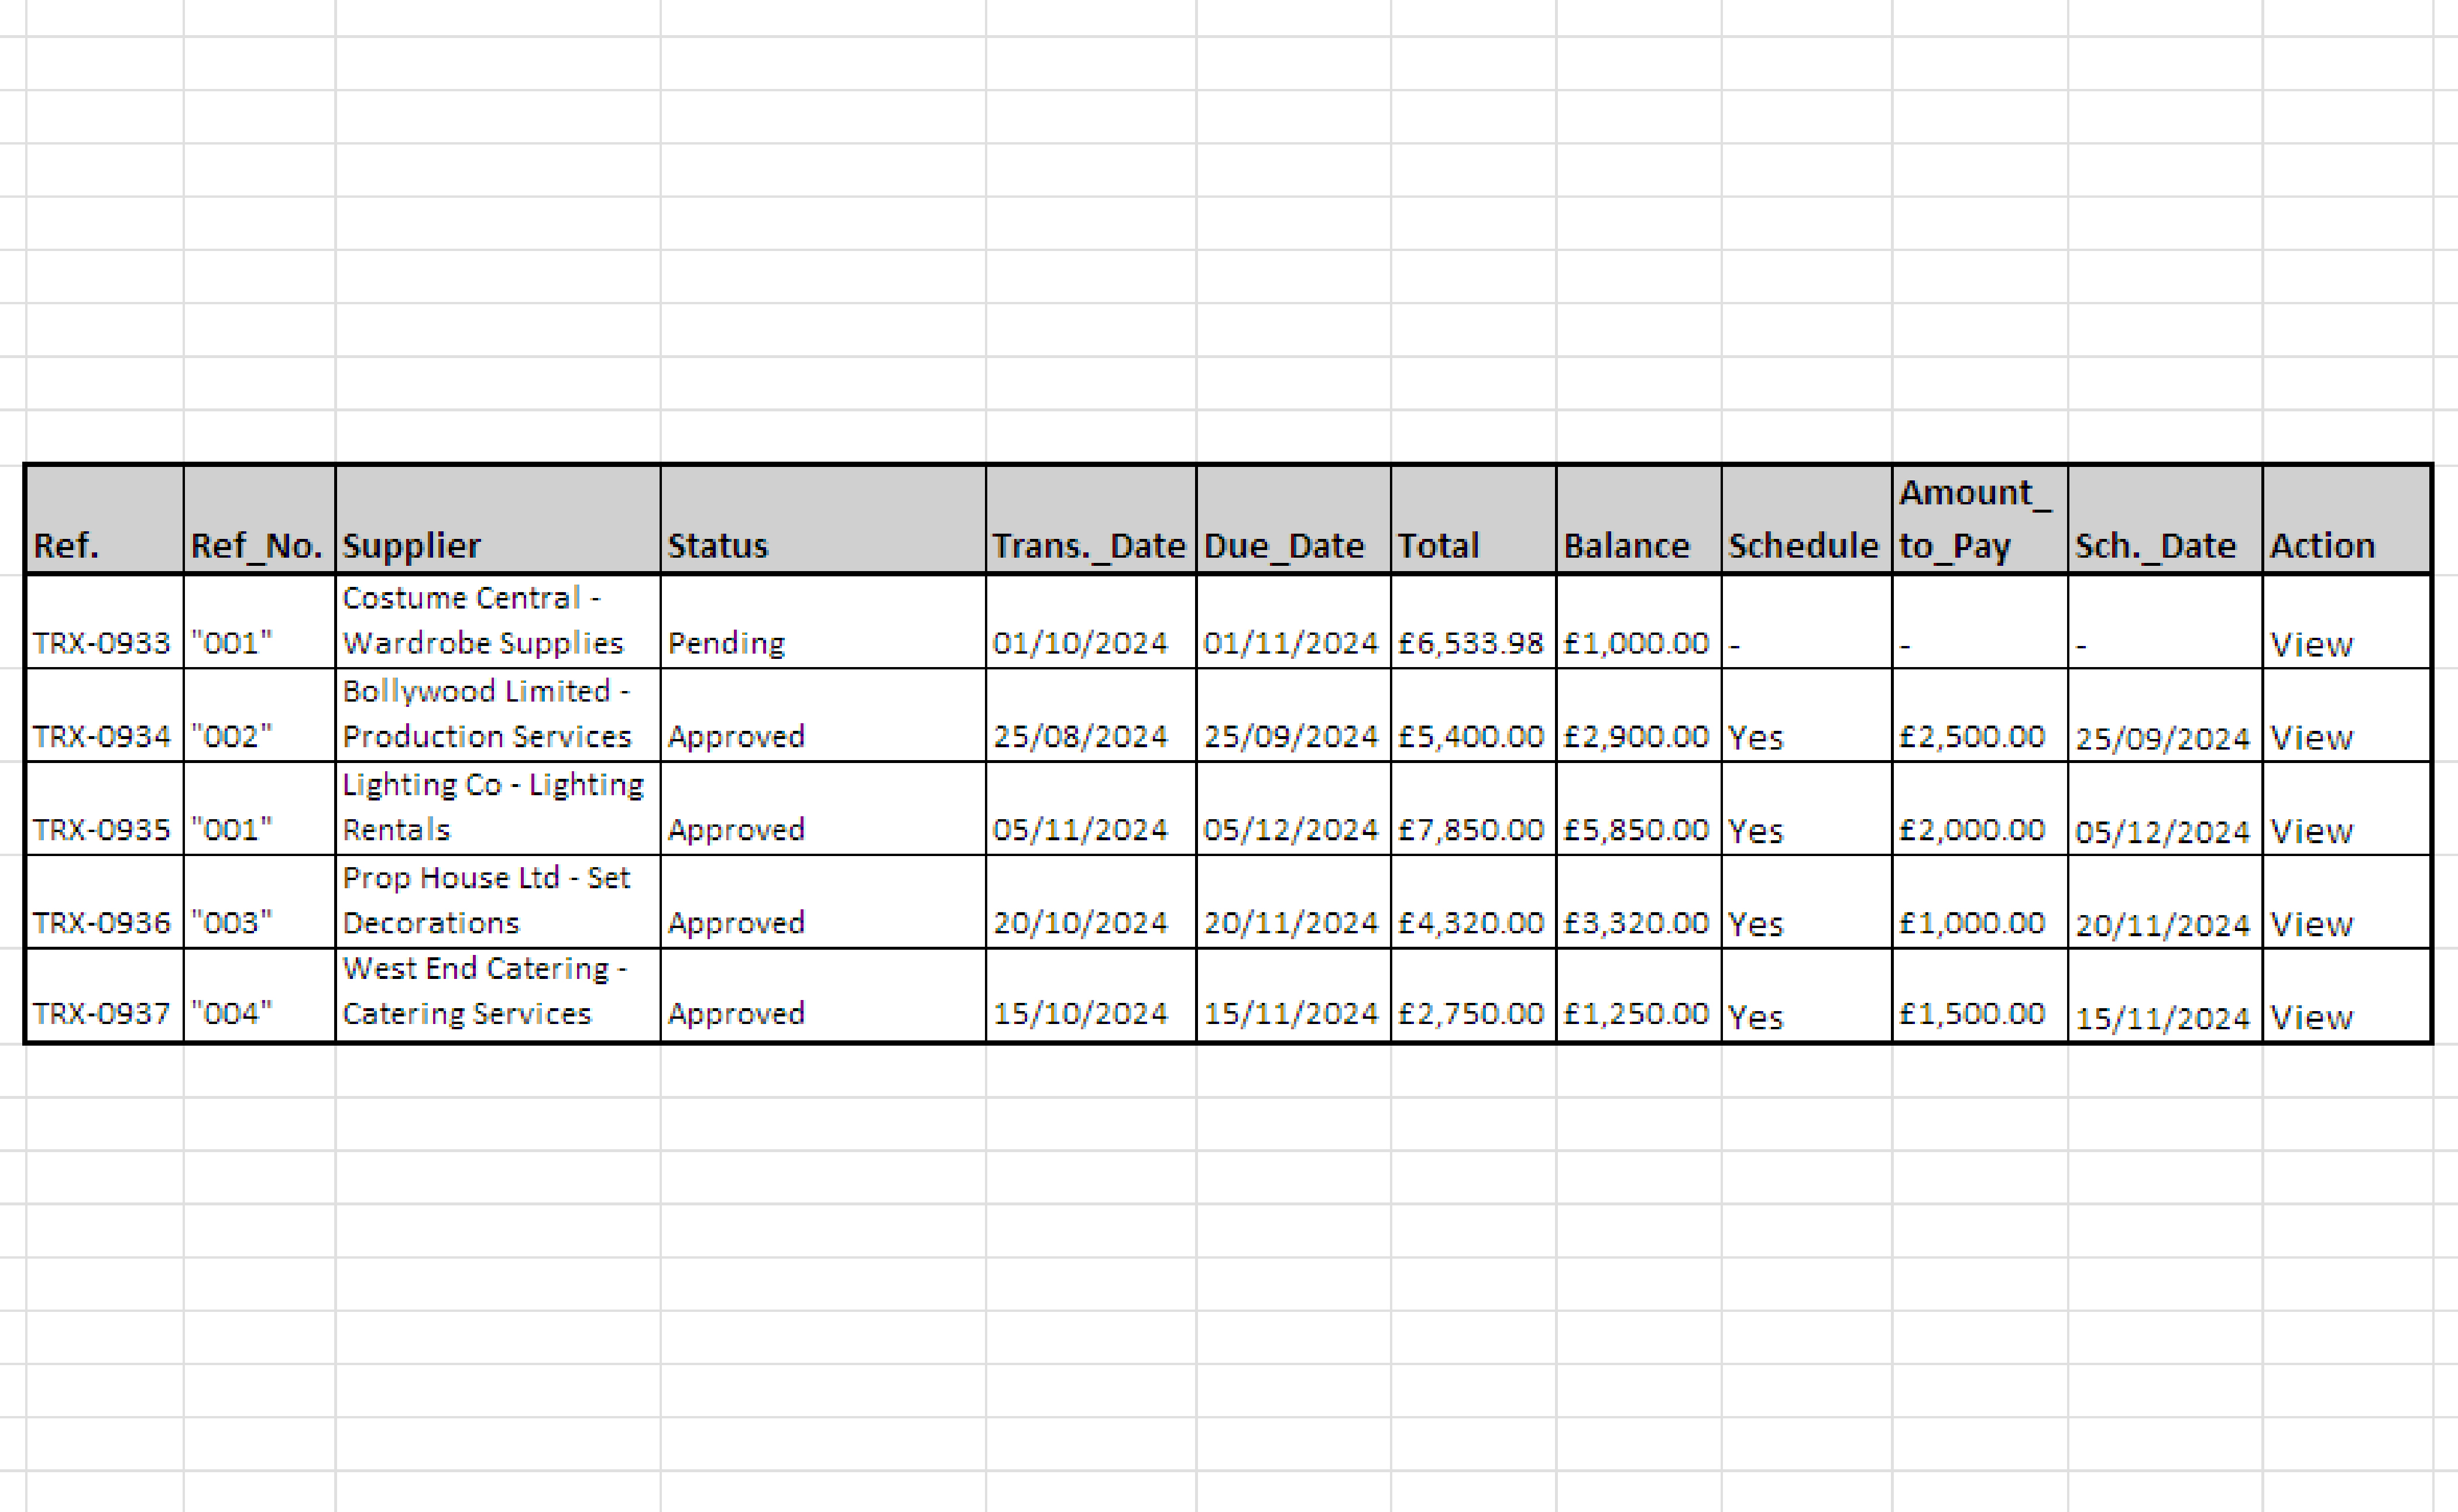 Ref. Ref_No. Supplier Status Trans._Date Due_Date Total Balance Schedule Amount_
to_Pay Sch._Date Action
TRX-0933 "001" Costume Central -
Wardrobe Supplies Pending 01/10/2024 01/11/2024 £6,533.98 £1,000.00 - - - View
TRX-0934 "002" Bollywood Limited -
Production Services Approved 25/08/2024 25/09/2024 £5,400.00 £2,900.00 Yes £2,500.00 25/09/2024 View
TRX-0935 "001" Lighting Co - Lighting
Rentals Approved 05/11/2024 05/12/2024 £7,850.00 £5,850.00 Yes £2,000.00 05/12/2024 View
TRX-0936 "003" Prop House Ltd - Set
Decorations Approved 20/10/2024 20/11/2024 £4,320.00 £3,320.00 Yes £1,000.00 20/11/2024 View
TRX-0937 "004" West End Catering -
Catering Services Approved 15/10/2024 15/11/2024 £2,750.00 £1,250.00 Yes £1,500.00 15/11/2024 View